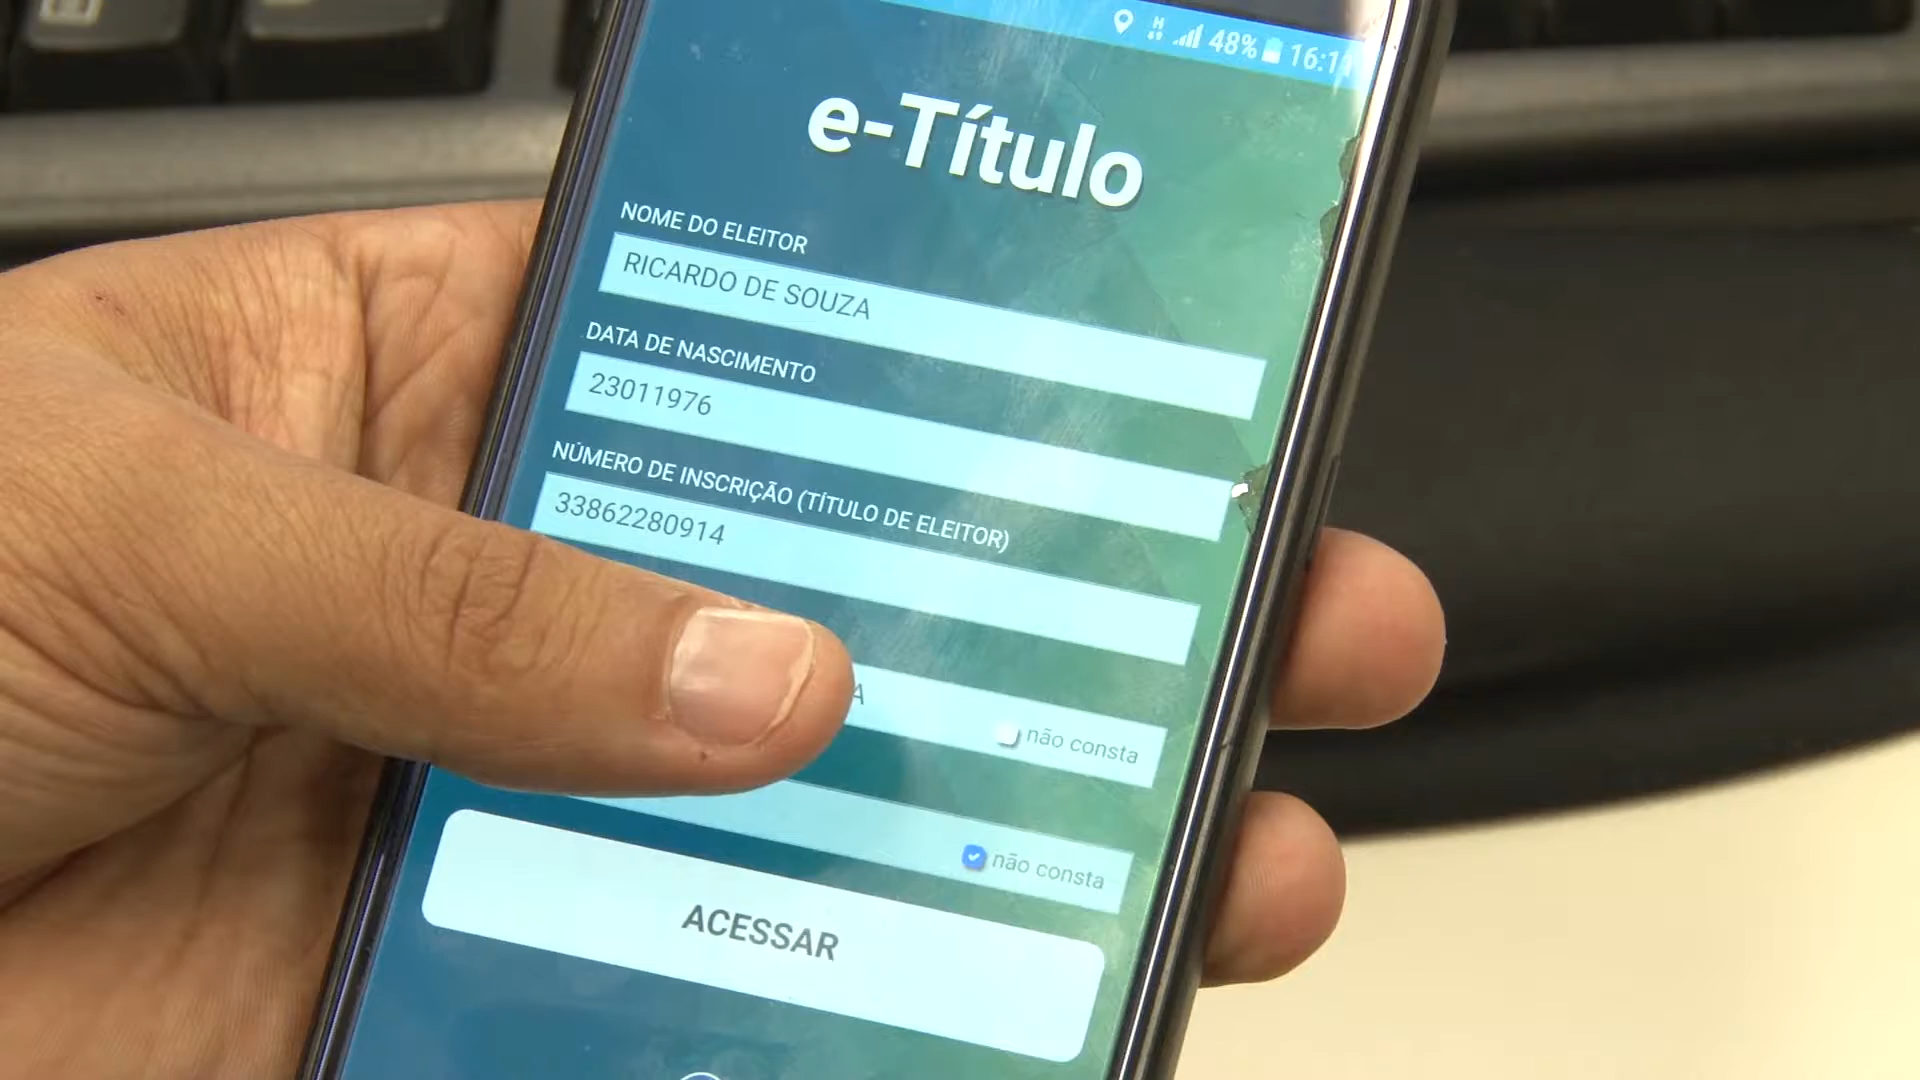 48% 16:11
e-Título
NOME DO ELEITOR
RICARDO DE SOUZA
DATA DE NASCIMENTO
23011976
NÚMERO DE INSCRIÇÃO (TÍTULO DE ELEITOR)
33862280914
não consta
não consta
ACESSAR